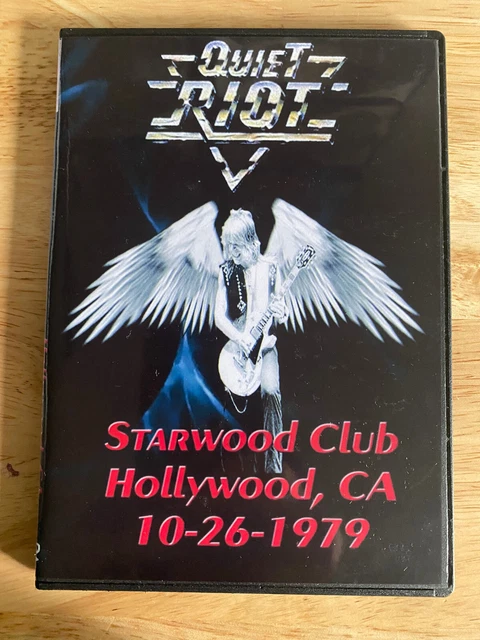 QUIET
RIOT
STARWOOD CLUB
HOLLYWOOD, CA
10-26-1979